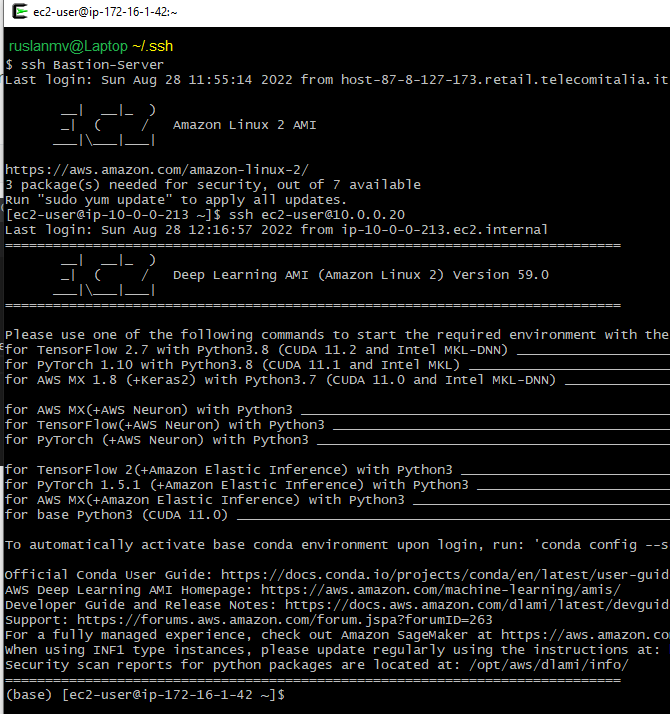 ec2-user@ip-172-16-1-42:~
ruslanmv@Laptop ~/.ssh
$ ssh Bastion-Server
Last login: Sun Aug 28 11:55:14 2022 from host-87-8-127-173.retail.telecomitalia.it
__|  __|_  )
_|  (     /   Amazon Linux 2 AMI
___|\___|___|
https://aws.amazon.com/amazon-linux-2/
3 package(s) needed for security, out of 7 available
Run "sudo yum update" to apply all updates.
[ec2-user@ip-10-0-0-213 ~]$ ssh ec2-user@10.0.0.20
Last login: Sun Aug 28 12:16:57 2022 from ip-10-0-0-213.ec2.internal
=============================================================================
__|  __|_  )
_|  (     /   Deep Learning AMI (Amazon Linux 2) Version 59.0
___|\___|___|
=============================================================================
Please use one of the following commands to start the required environment with the
for TensorFlow 2.7 with Python3.8 (CUDA 11.2 and Intel MKL-DNN) ___________________
for PyTorch 1.10 with Python3.8 (CUDA 11.1 and Intel MKL) _________________________
for AWS MX 1.8 (+Keras2) with Python3.7 (CUDA 11.0 and Intel MKL-DNN) _____________
for AWS MX(+AWS Neuron) with Python3 ______________________________________________
for TensorFlow(+AWS Neuron) with Python3 __________________________________________
for PyTorch (+AWS Neuron) with Python3 ____________________________________________
for TensorFlow 2(+Amazon Elastic Inference) with Python3 __________________________
for PyTorch 1.5.1 (+Amazon Elastic Inference) with Python3 ________________________
for AWS MX(+Amazon Elastic Inference) with Python3 ________________________________
for base Python3 (CUDA 11.0) ______________________________________________________
To automatically activate base conda environment upon login, run: 'conda config --s
Official Conda User Guide: https://docs.conda.io/projects/conda/en/latest/user-guid
AWS Deep Learning AMI Homepage: https://aws.amazon.com/machine-learning/amis/
Developer Guide and Release Notes: https://docs.aws.amazon.com/dlami/latest/devguid
Support: https://forums.aws.amazon.com/forum.jspa?forumID=263
For a fully managed experience, check out Amazon SageMaker at https://aws.amazon.co
When using INF1 type instances, please update regularly using the instructions at:
Security scan reports for python packages are located at: /opt/aws/dlami/info/
=============================================================================
(base) [ec2-user@ip-172-16-1-42 ~]$